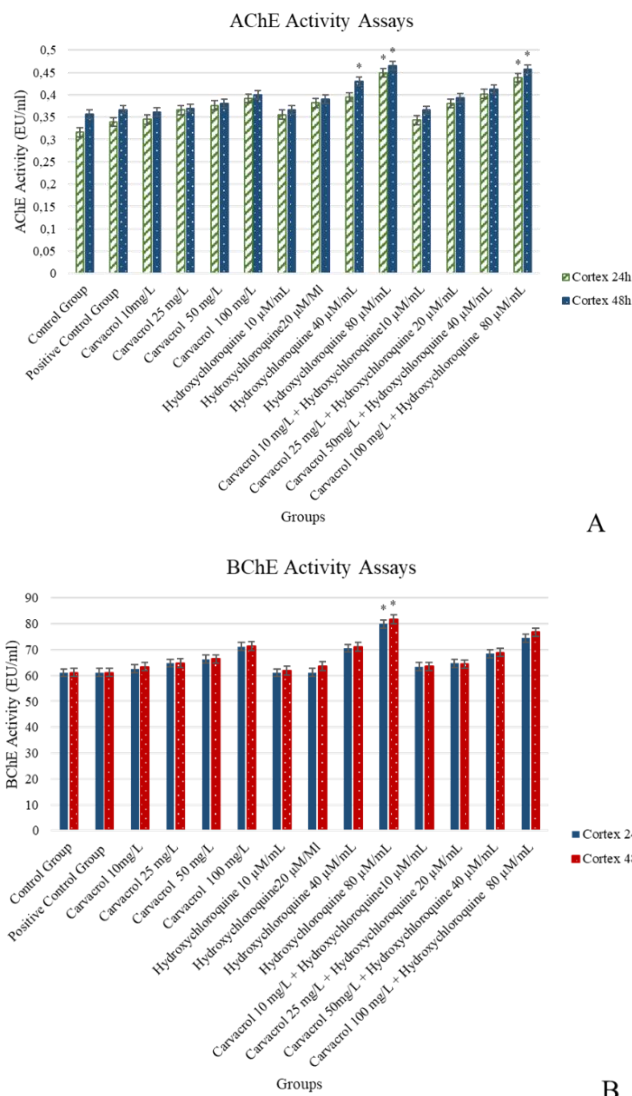 AChE Activity Assays
AChE Activity (EU/ml)
0,5
0,45
0,4
0,35
0,3
0,25
0,2
0,15
0,1
0,05
0
* * * * *
Control Group
Positive Control Group
Carvacrol 10mg/L
Carvacrol 25 mg/L
Carvacrol 50 mg/L
Carvacrol 100 mg/L
Hydroxychloroquine 10 µM/mL
Hydroxychloroquine20 µM/Ml
Hydroxychloroquine 40 µM/mL
Hydroxychloroquine 80 µM/mL
Carvacrol 10 mg/L + Hydroxychloroquine10 µM/mL
Carvacrol 25 mg/L + Hydroxychloroquine 20 µM/mL
Carvacrol 50mg/L + Hydroxychloroquine 40 µM/mL
Carvacrol 100 mg/L + Hydroxychloroquine 80 µM/mL
Cortex 24h
Cortex 48h
Groups
A
BChE Activity Assays
BChE Activity (EU/ml)
90
80
70
60
50
40
30
20
10
0
* *
Control Group
Positive Control Group
Carvacrol 10mg/L
Carvacrol 25 mg/L
Carvacrol 50 mg/L
Carvacrol 100 mg/L
Hydroxychloroquine 10 µM/mL
Hydroxychloroquine20 µM/Ml
Hydroxychloroquine 40 µM/mL
Hydroxychloroquine 80 µM/mL
Carvacrol 10 mg/L + Hydroxychloroquine10 µM/mL
Carvacrol 25 mg/L + Hydroxychloroquine 20 µM/mL
Carvacrol 50mg/L + Hydroxychloroquine 40 µM/mL
Carvacrol 100 mg/L + Hydroxychloroquine 80 µM/mL
Cortex 24
Cortex 48
Groups
B